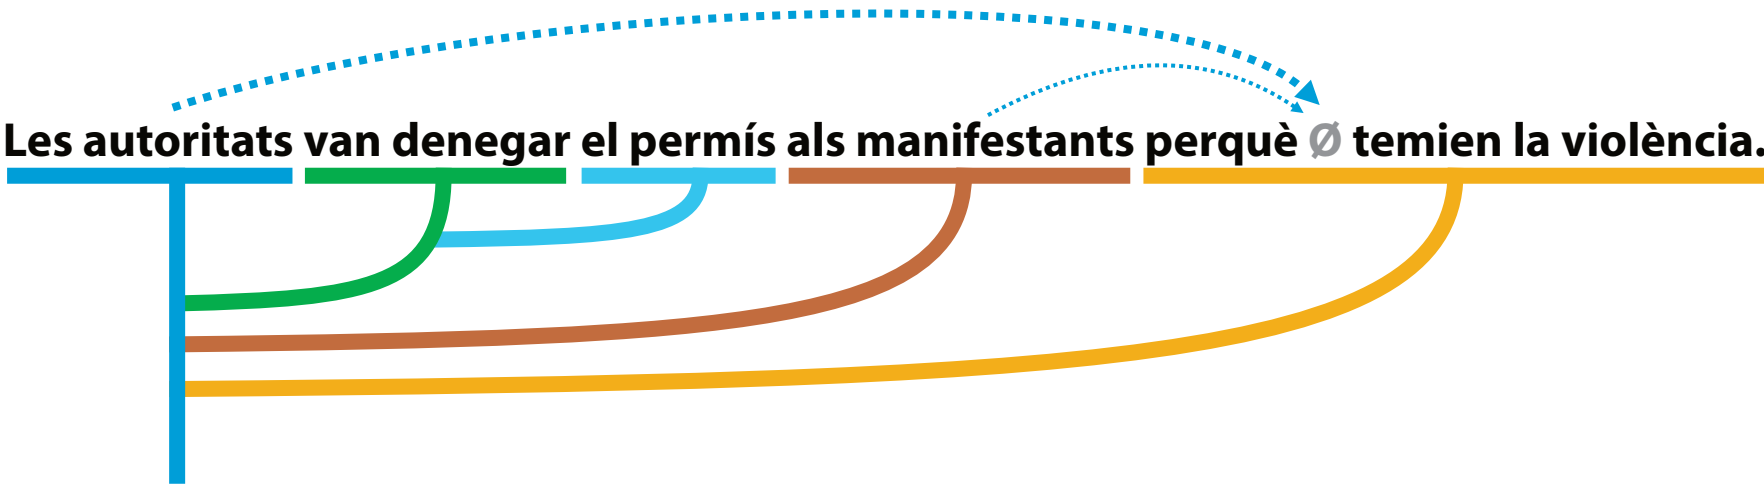 Les autoritats van denegar el permís als manifestants perquè Ø temien la violència.